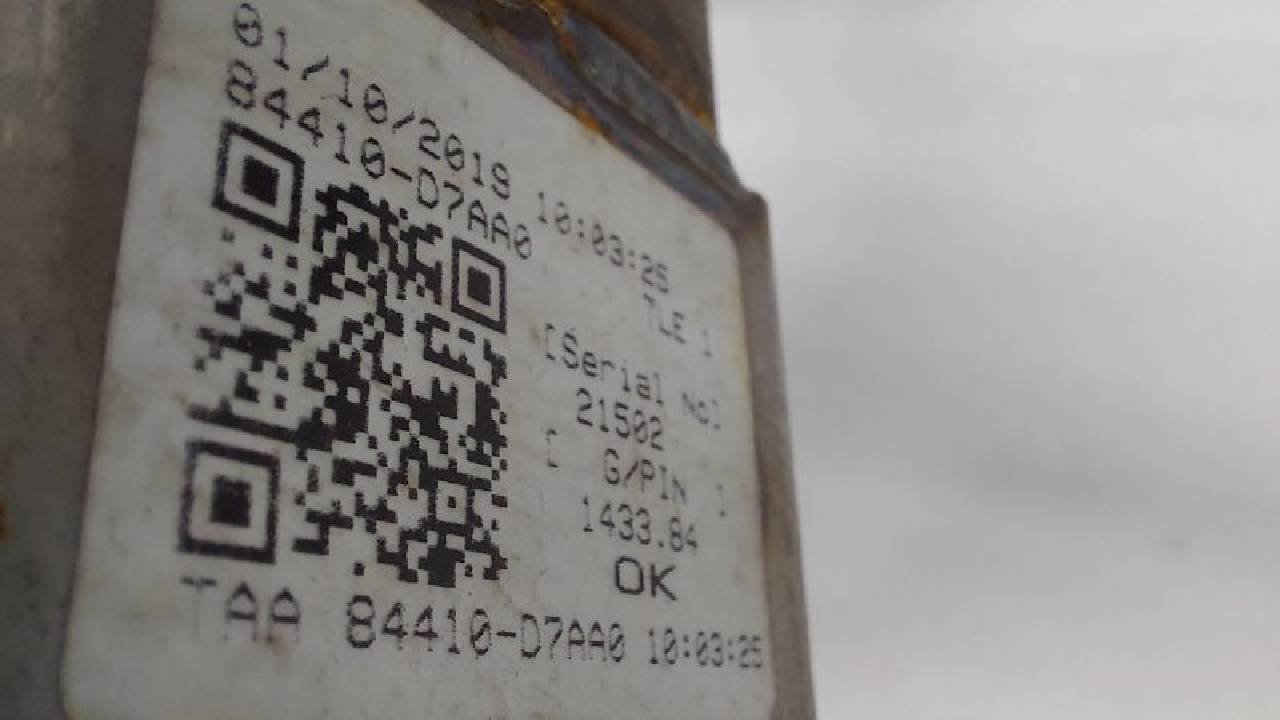 01/10/2019 10:03:25
84410-D7AA0
TLE 1
[Serial No]
21502
[ G/PIN ]
1433.84
OK
TAA 84410-D7AA0 10:03:25